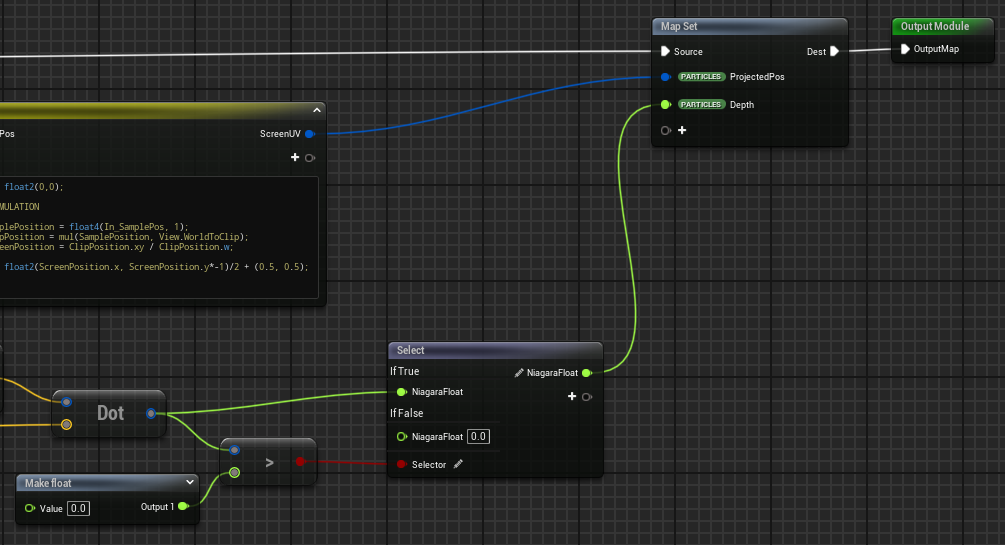 Map Set
Source
Dest
PARTICLES ProjectedPos
PARTICLES Depth
Output Module
OutputMap
Pos
ScreenUV
float2(0,0);
MULATION
plePosition = float4(In_SamplePos, 1);
pPosition = mul(SamplePosition, View.WorldToClip);
eenPosition = ClipPosition.xy / ClipPosition.w;
float2(ScreenPosition.x, ScreenPosition.y*-1)/2 + (0.5, 0.5);
Select
If True
NiagaraFloat
NiagaraFloat
If False
NiagaraFloat 0.0
Selector
Dot
>
Make float
Value 0.0
Output 1